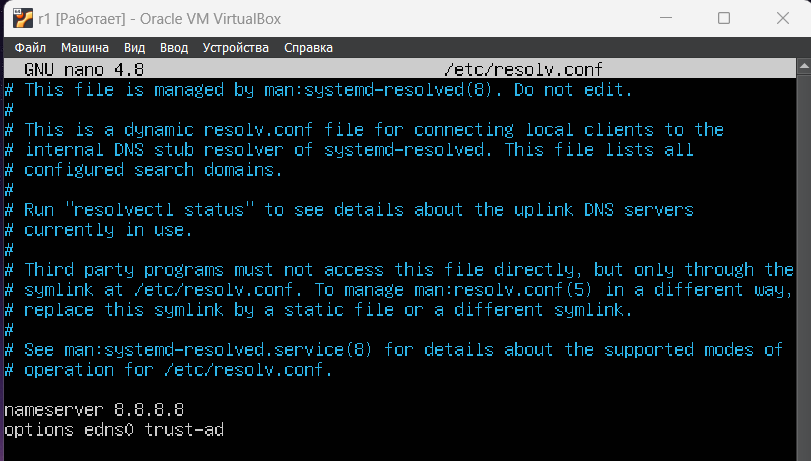 r1 [Работает] - Oracle VM VirtualBox
Файл Машина Вид Ввод Устройства Справка
GNU nano 4.8 /etc/resolv.conf
# This file is managed by man:systemd-resolved(8). Do not edit.
#
# This is a dynamic resolv.conf file for connecting local clients to the
# internal DNS stub resolver of systemd-resolved. This file lists all
# configured search domains.
#
# Run "resolvectl status" to see details about the uplink DNS servers
# currently in use.
#
# Third party programs must not access this file directly, but only through the
# symlink at /etc/resolv.conf. To manage man:resolv.conf(5) in a different way,
# replace this symlink by a static file or a different symlink.
#
# See man:systemd-resolved.service(8) for details about the supported modes of
# operation for /etc/resolv.conf.
nameserver 8.8.8.8
options edns0 trust-ad